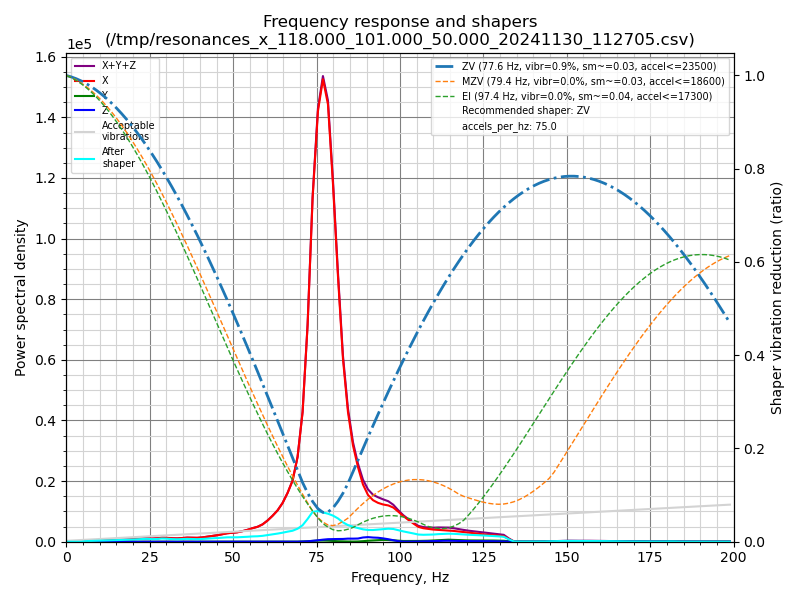 Frequency response and shapers
(/tmp/resonances_x_118.000_101.000_50.000_20241130_112705.csv)
1e5
X+Y+Z
X
Y
Z
Acceptable
vibrations
After
shaper
ZV (77.6 Hz, vibr=0.9%, sm~=0.03, accel<=23500)
MZV (79.4 Hz, vibr=0.0%, sm~=0.03, accel<=18600)
EI (97.4 Hz, vibr=0.0%, sm~=0.04, accel<=17300)
Recommended shaper: ZV
accels_per_hz: 75.0
Power spectral density
1.6
1.4
1.2
1.0
0.8
0.6
0.4
0.2
0.0
Shaper vibration reduction (ratio)
1.0
0.8
0.6
0.4
0.2
0.0
0 25 50 75 100 125 150 175 200
Frequency, Hz